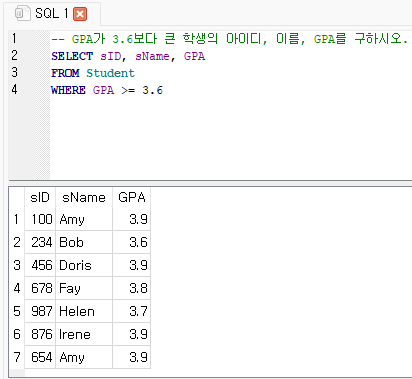 SQL 1
1 -- GPA가 3.6보다 큰 학생의 아이디, 이름, GPA를 구하시오.
2 SELECT sID, sName, GPA
3 FROM Student
4 WHERE GPA >= 3.6
sID sName GPA
1 100 Amy 3.9
2 234 Bob 3.6
3 456 Doris 3.9
4 678 Fay 3.8
5 987 Helen 3.7
6 876 Irene 3.9
7 654 Amy 3.9